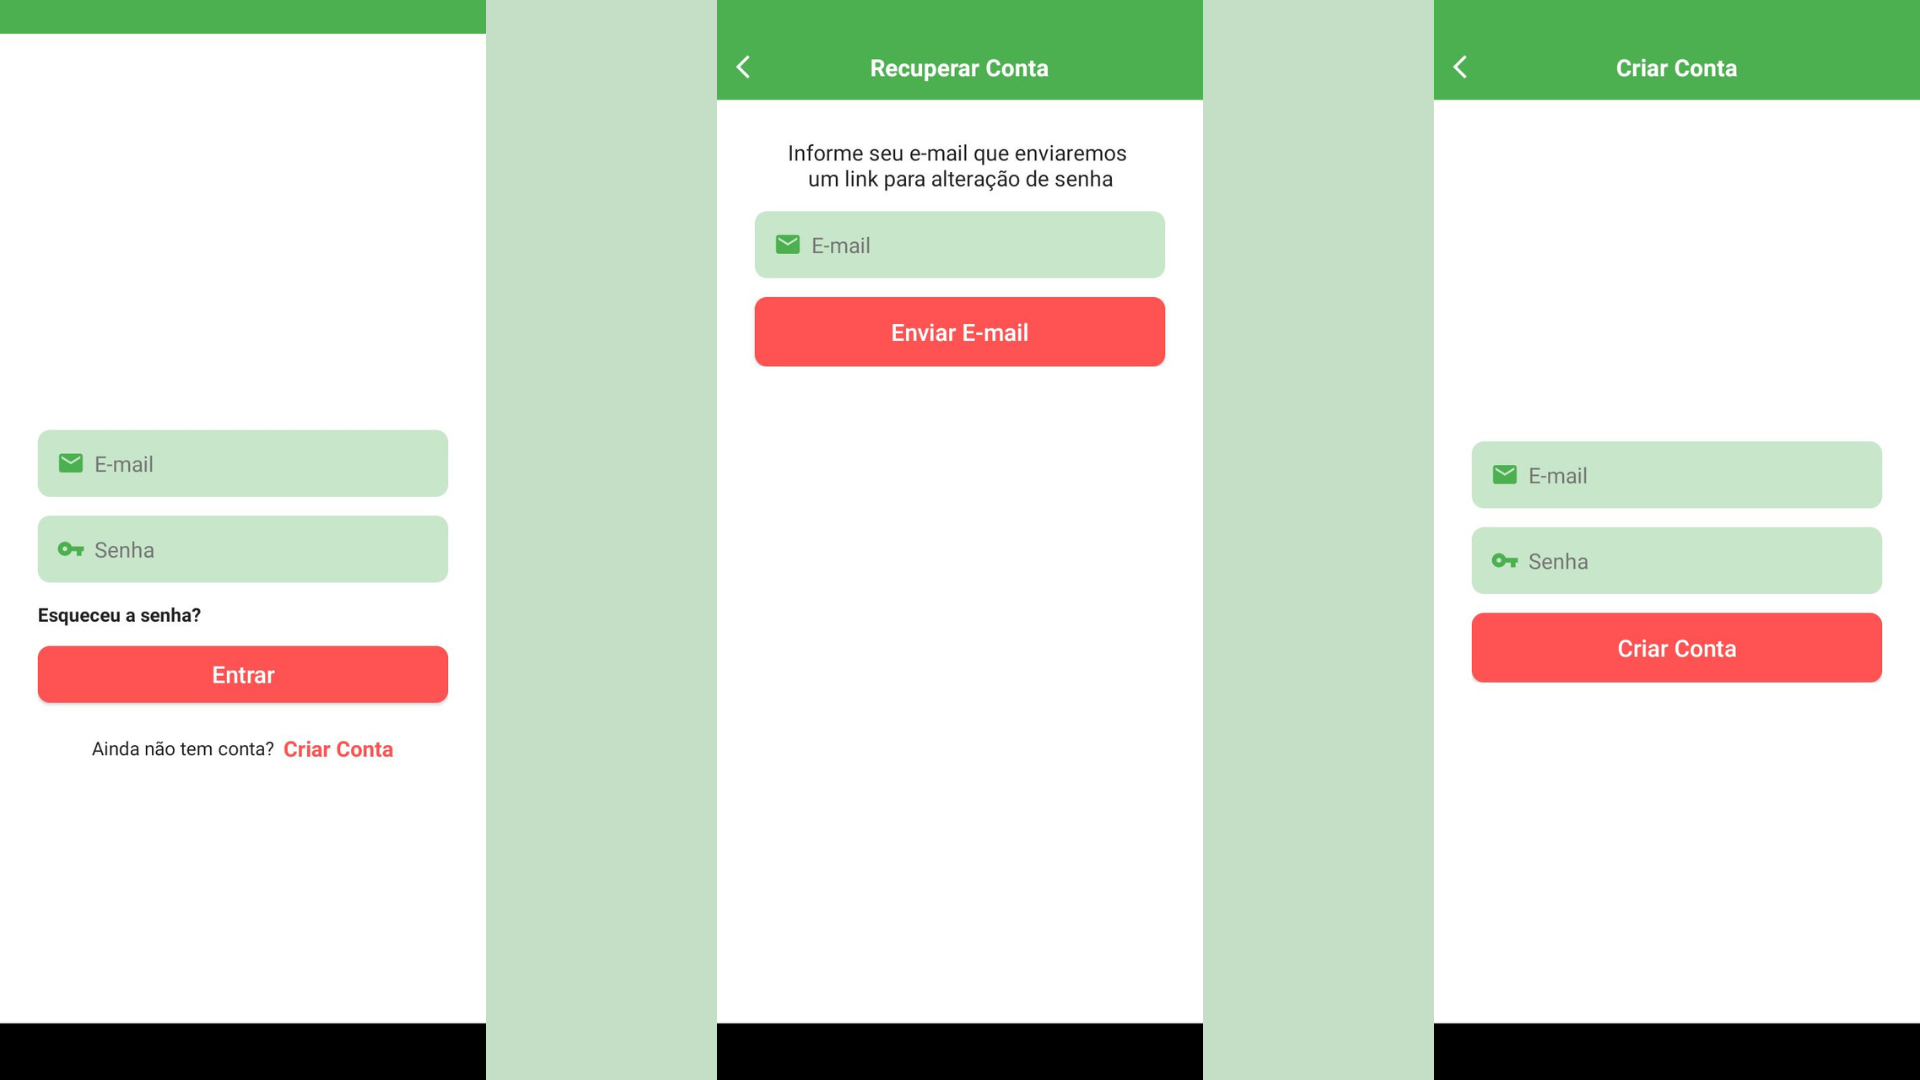 E-mail
Senha
Esqueceu a senha?
Entrar
Ainda não tem conta? Criar Conta
Recuperar Conta
Informe seu e-mail que enviaremos
um link para alteração de senha
E-mail
Enviar E-mail
Criar Conta
E-mail
Senha
Criar Conta